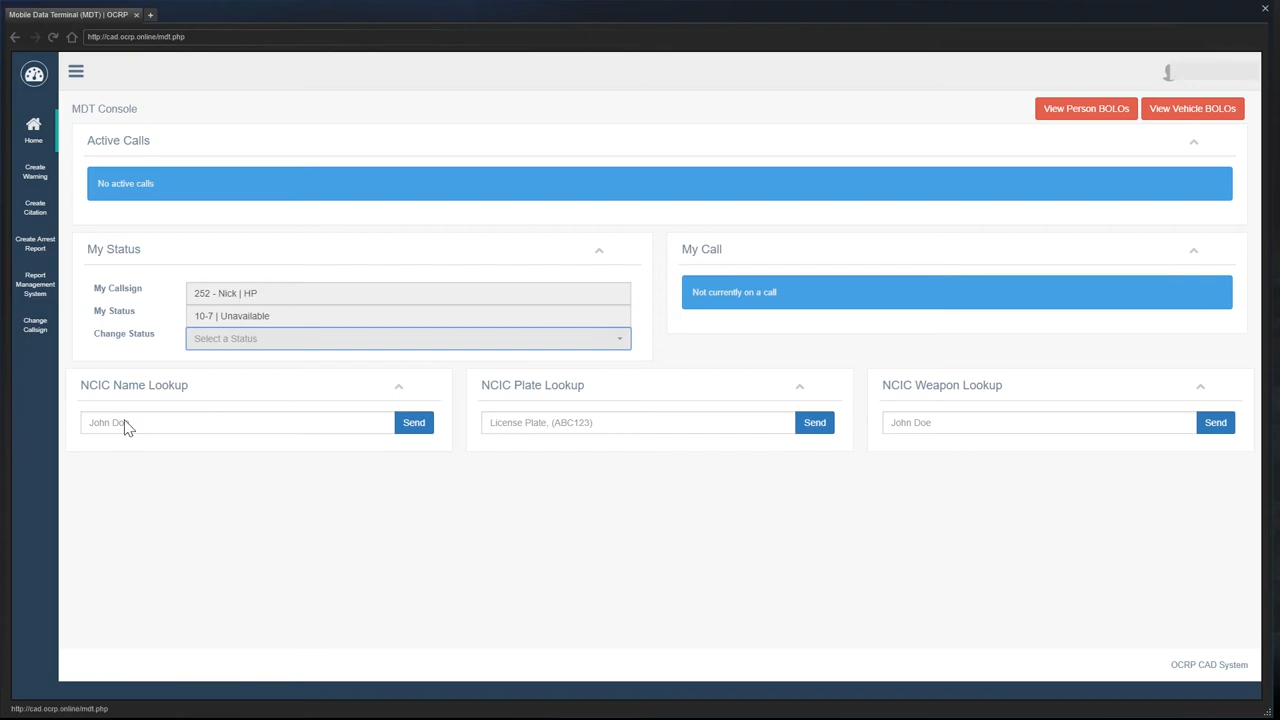 Mobile Data Terminal (MDT) | OCRP
http://cad.ocrp.online/mdt.php
Home
Create
Warning
Create
Citation
Create Arrest
Report
Report
Management
System
Change
Callsign
MDT Console
View Person BOLOs
View Vehicle BOLOs
Active Calls
No active calls
My Status
My Callsign
252 - Nick | HP
My Status
10-7 | Unavailable
Change Status
Select a Status
My Call
Not currently on a call
NCIC Name Lookup
John Doe
Send
NCIC Plate Lookup
License Plate, (ABC123)
Send
NCIC Weapon Lookup
John Doe
Send
OCRP CAD System
http://cad.ocrp.online/mdt.php